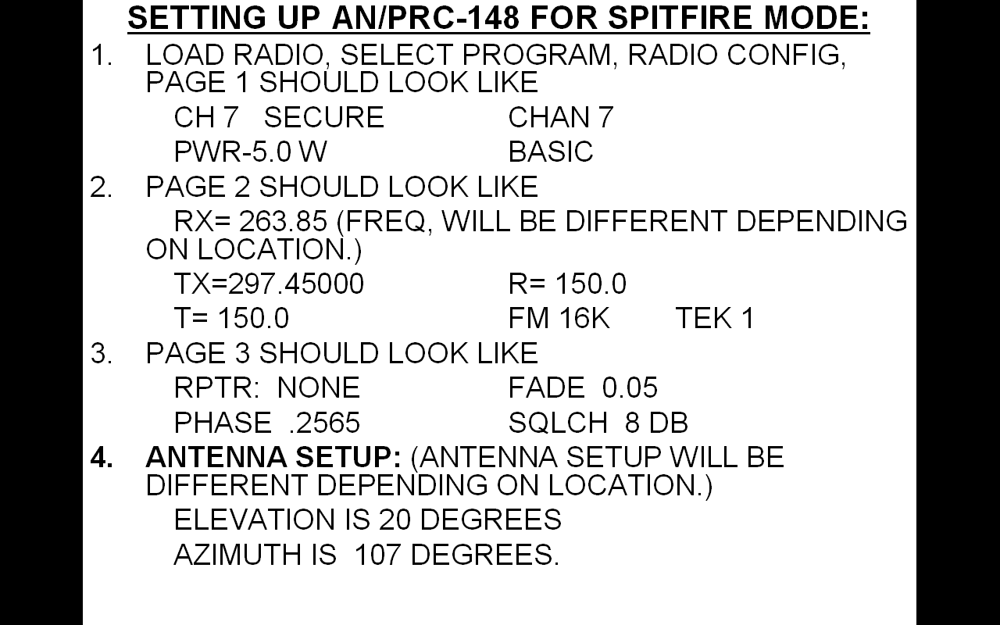 SETTING UP AN/PRC-148 FOR SPITFIRE MODE:
1. LOAD RADIO, SELECT PROGRAM, RADIO CONFIG,
PAGE 1 SHOULD LOOK LIKE
CH 7 SECURE CHAN 7
PWR-5.0 W BASIC
2. PAGE 2 SHOULD LOOK LIKE
RX= 263.85 (FREQ, WILL BE DIFFERENT DEPENDING
ON LOCATION.)
TX=297.45000 R= 150.0
T= 150.0 FM 16K TEK 1
3. PAGE 3 SHOULD LOOK LIKE
RPTR: NONE FADE 0.05
PHASE .2565 SQLCH 8 DB
4. ANTENNA SETUP: (ANTENNA SETUP WILL BE
DIFFERENT DEPENDING ON LOCATION.)
ELEVATION IS 20 DEGREES
AZIMUTH IS 107 DEGREES.